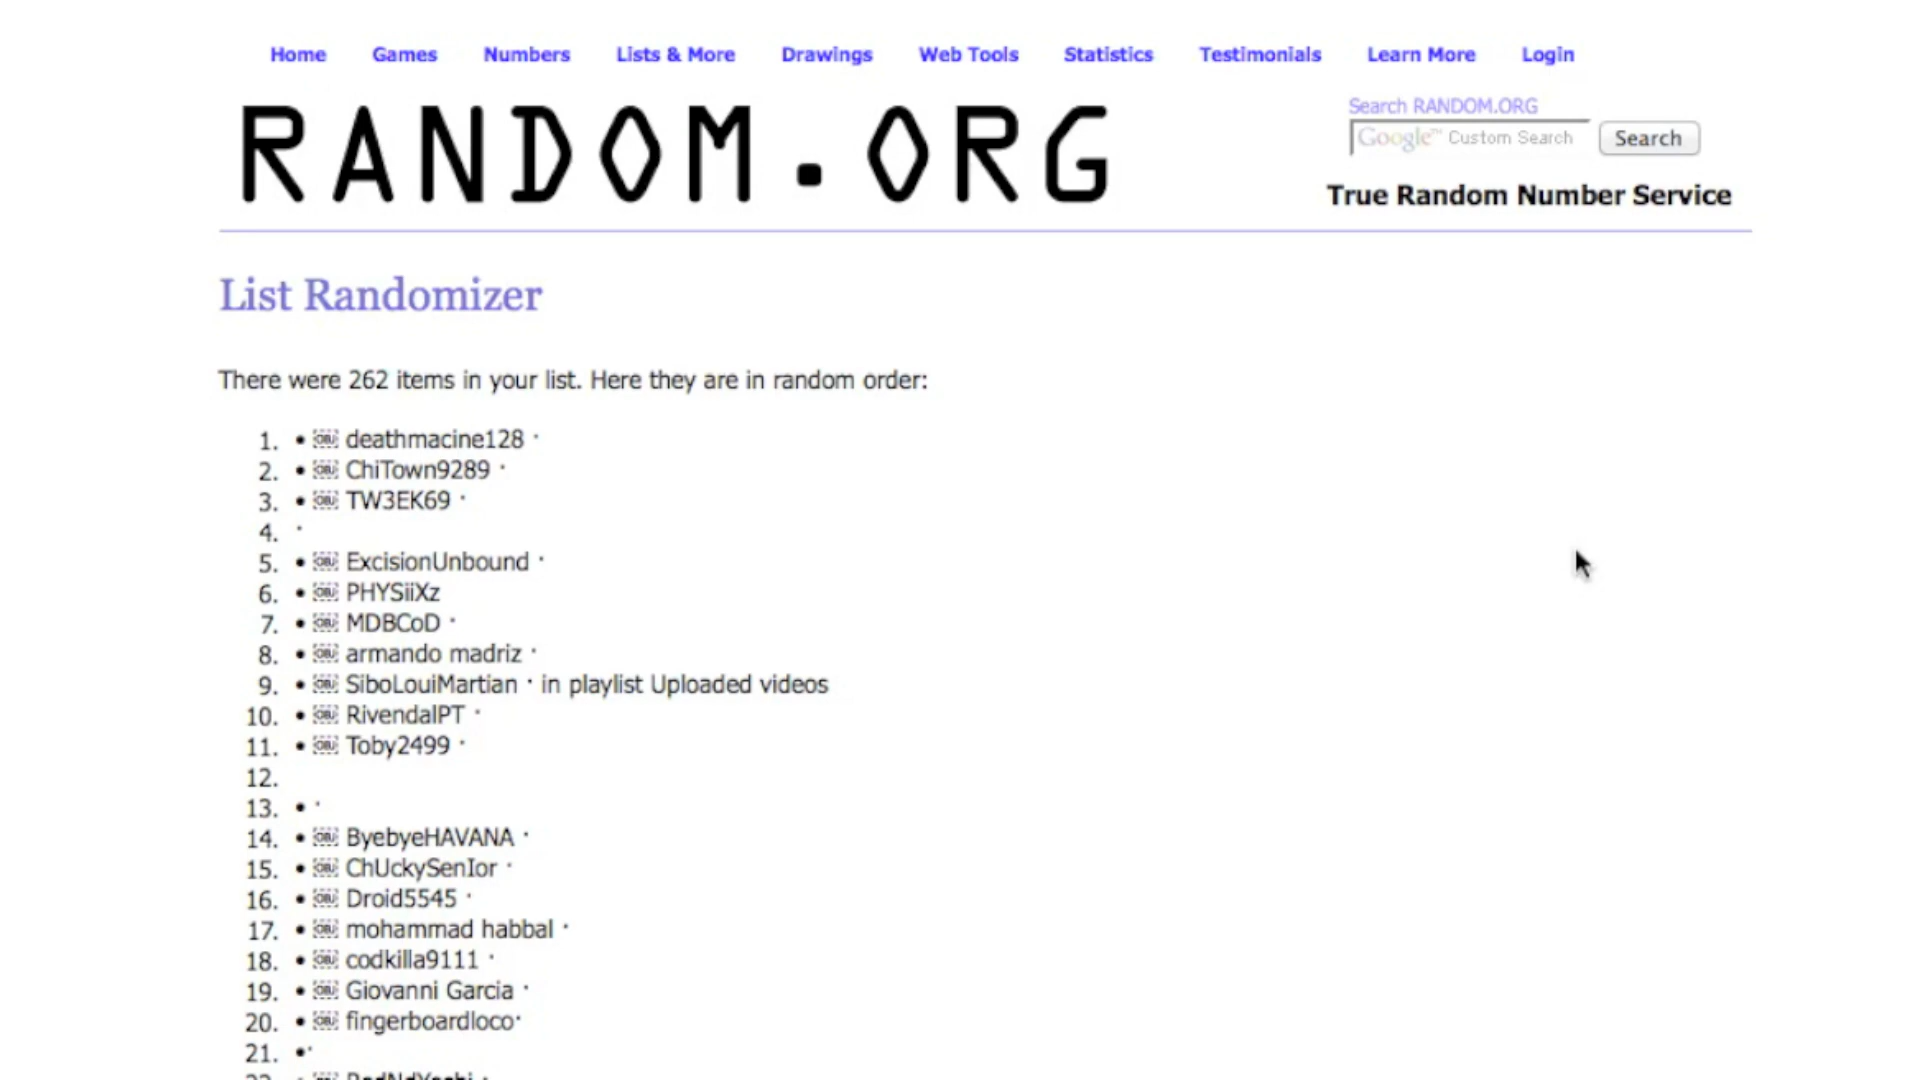 Home Games Numbers Lists & More Drawings Web Tools Statistics Testimonials Learn More Login
RANDOM.ORG
Search RANDOM.ORG
Google™ Custom Search Search
True Random Number Service
List Randomizer
There were 262 items in your list. Here they are in random order:
1. • deathmacine128 ·
2. • ChiTown9289 ·
3. • TW3EK69 ·
4. ·
5. • ExcisionUnbound ·
6. • PHYSiiXz
7. • MDBCoD ·
8. • armando madriz ·
9. • SiboLouiMartian · in playlist Uploaded videos
10. • RivendalPT ·
11. • Toby2499 ·
12.
13. • ·
14. • ByebyeHAVANA ·
15. • ChUckySenIor ·
16. • Droid5545 ·
17. • mohammad habbal ·
18. • codkilla9111 ·
19. • Giovanni Garcia ·
20. • fingerboardloco·
21. •·